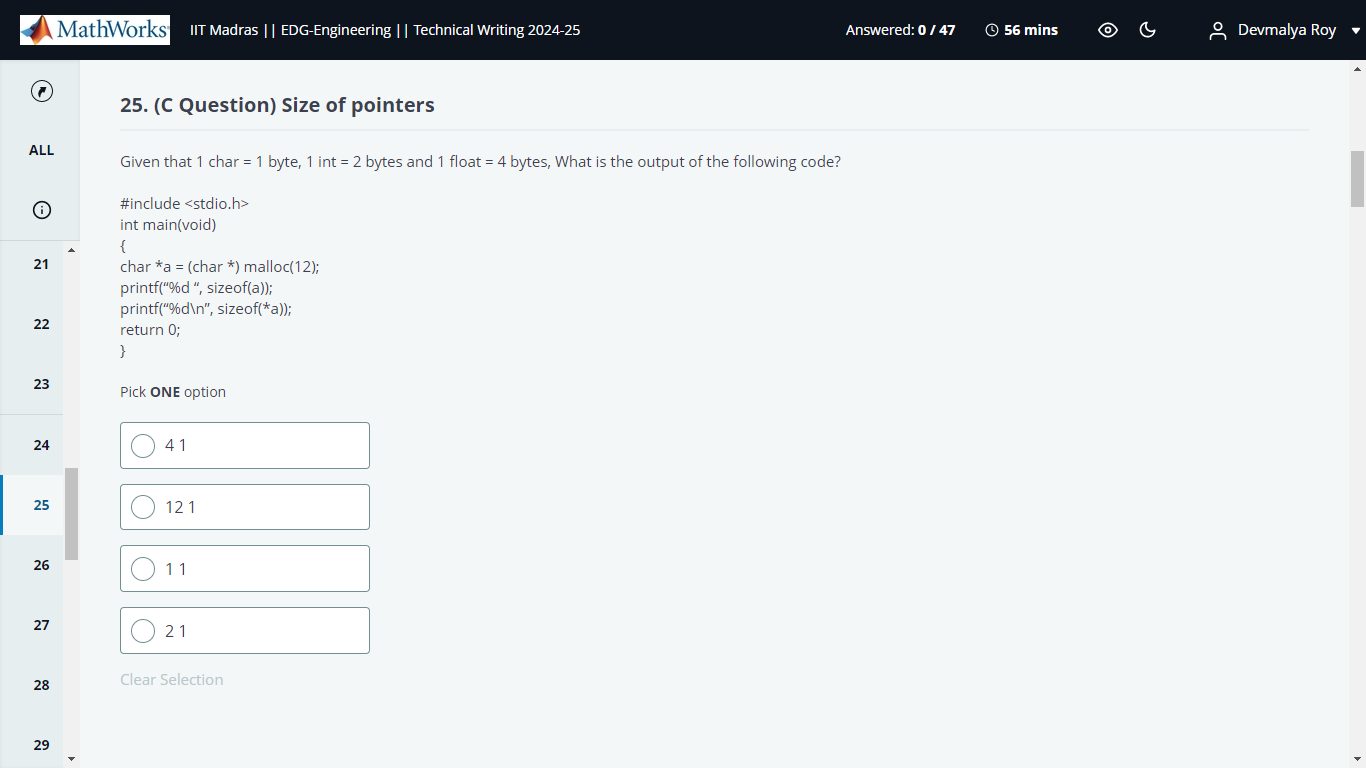 MathWorks
IIT Madras || EDG-Engineering || Technical Writing 2024-25
Answered: 0 / 47
56 mins
Devmalya Roy
ALL
21
22
23
24
25
26
27
28
29
25. (C Question) Size of pointers
Given that 1 char = 1 byte, 1 int = 2 bytes and 1 float = 4 bytes, What is the output of the following code?
#include <stdio.h>
int main(void)
{
char *a = (char *) malloc(12);
printf(“%d “, sizeof(a));
printf(“%d\n”, sizeof(*a));
return 0;
}
Pick ONE option
4 1
12 1
1 1
2 1
Clear Selection